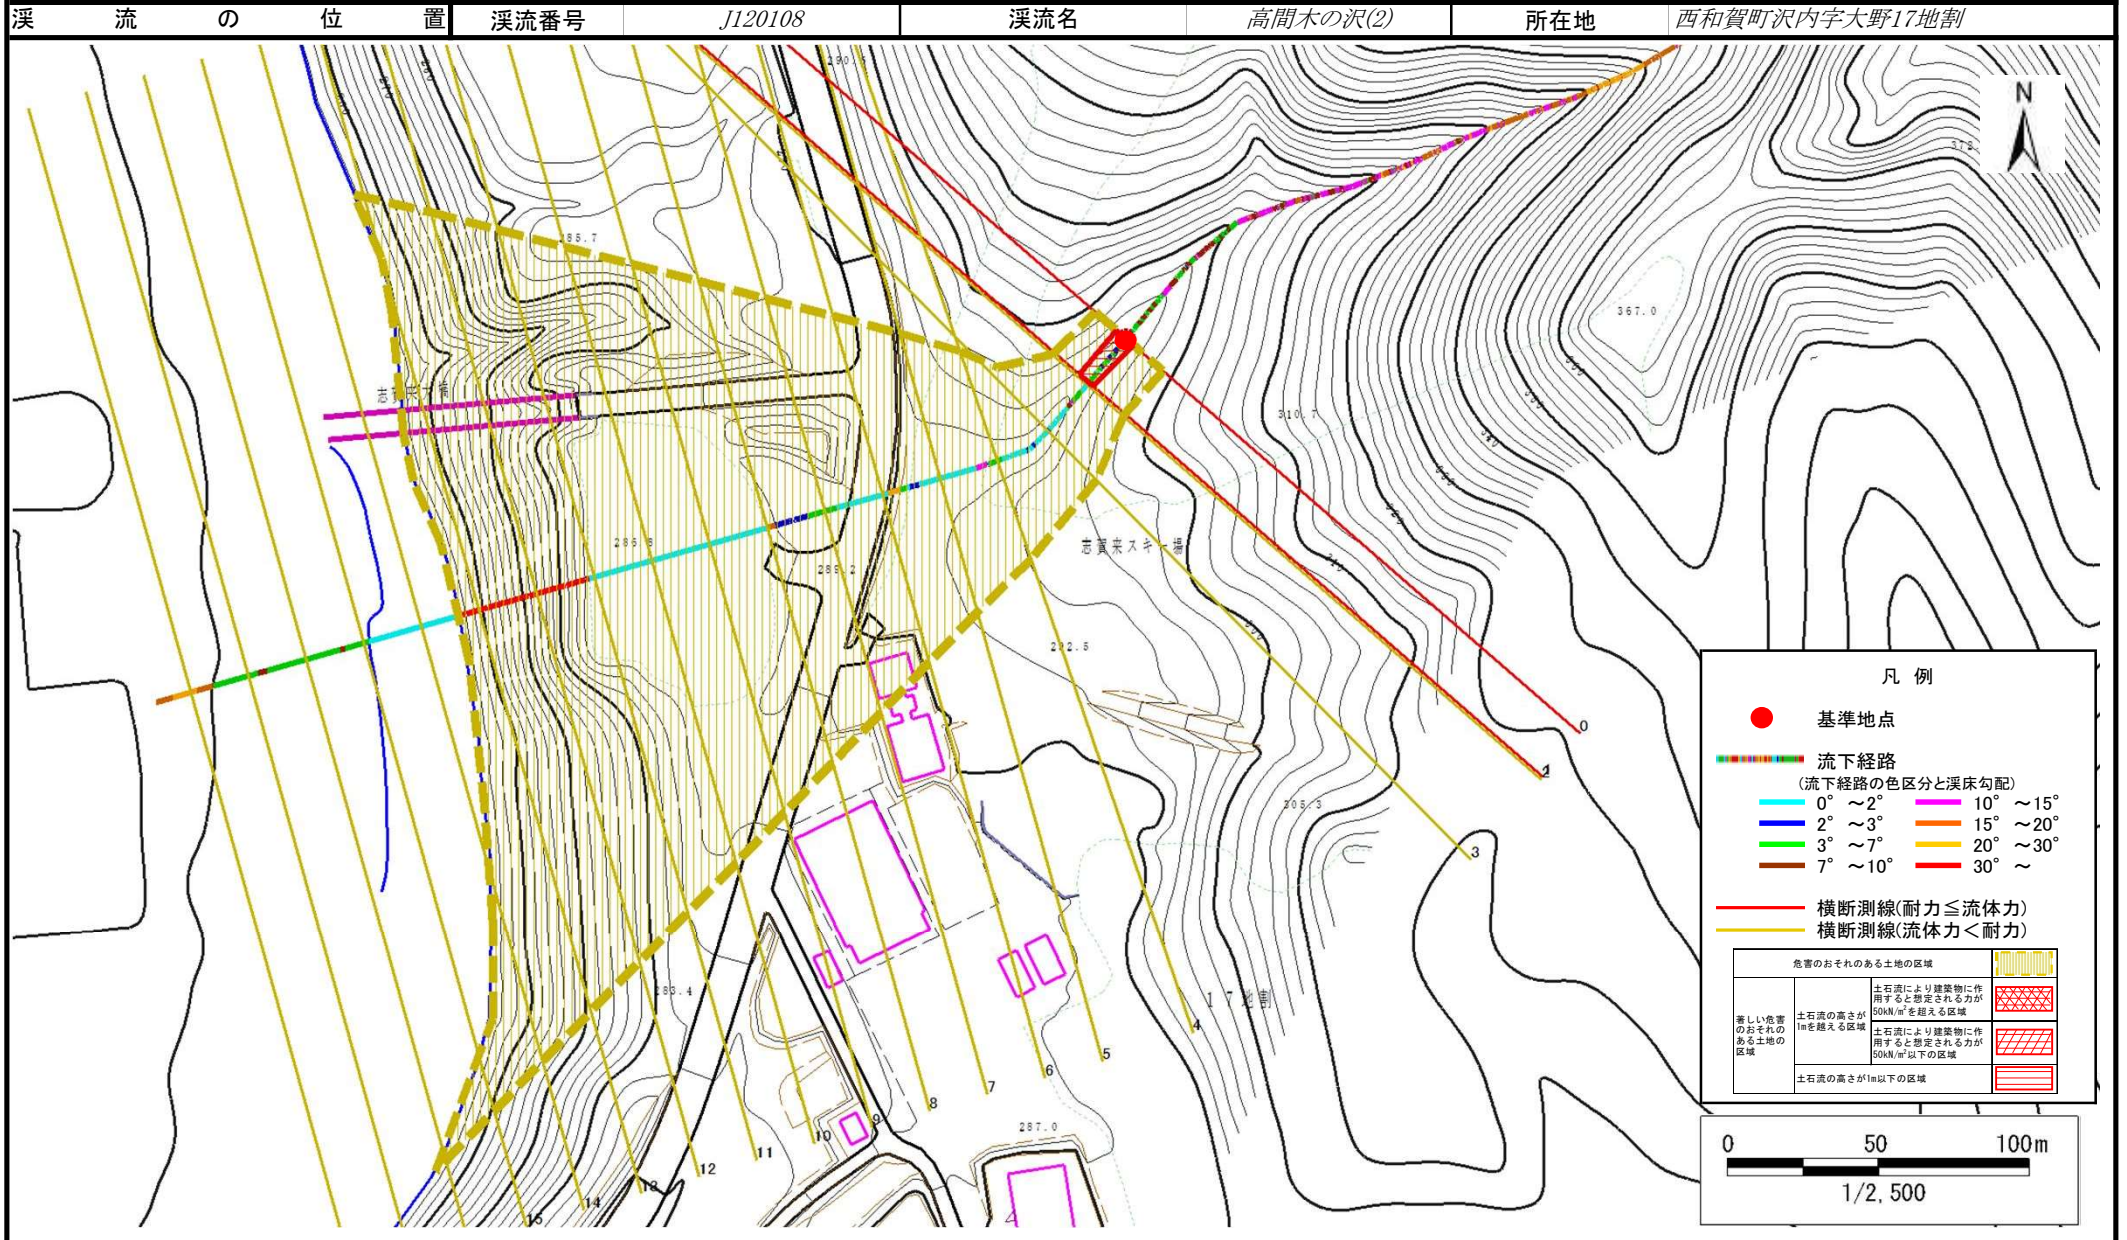 渓流の位置 渓流番号 J120108 渓流名 高間木の沢(2) 所在地 西和賀町沢内字大野17地割
290.5
N
372.
285.7
367.0
310.7
志賀来スキー場
286.8
289.2
292.5
305.3
283.4
17地割
287.0
0
2
3
4
5
6
7
8
9
10
11
12
13
14
15
凡 例
基準地点
流下経路
(流下経路の色区分と渓床勾配)
0° ～2° 10° ～15°
2° ～3° 15° ～20°
3° ～7° 20° ～30°
7° ～10° 30° ～
横断測線(耐力≦流体力)
横断測線(流体力＜耐力)
危害のおそれのある土地の区域
著しい危害
のおそれの
ある土地の
区域
土石流の高さが
1mを越える区域
土石流により建築物に作
用すると想定される力が
50kN/m²を超える区域
土石流により建築物に作
用すると想定される力が
50kN/m²以下の区域
土石流の高さが1m以下の区域
0 50 100m
1/2,500